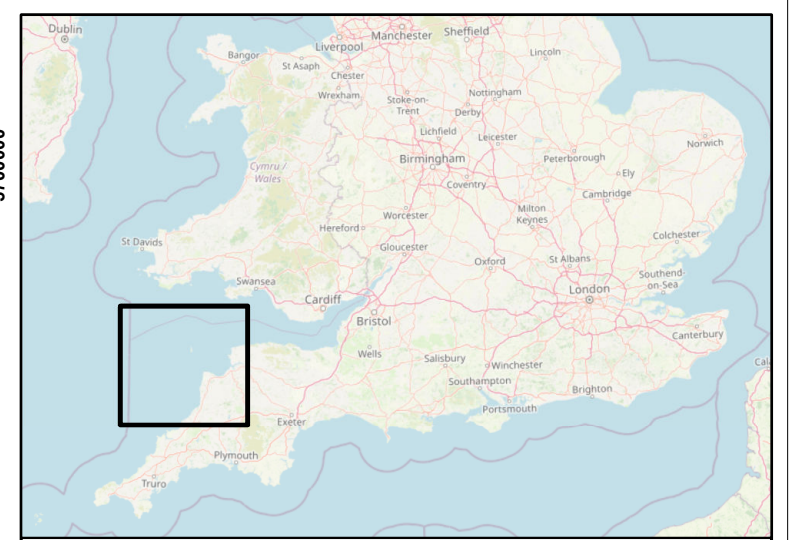 Dublin
Manchester
Sheffield
Liverpool
Bangor
St Asaph
Lincoln
Chester
Wrexham
Stoke-on-
Trent
Nottingham
Derby
Lichfield
Leicester
Norwich
Birmingham
Peterborough
Cymru /
Wales
Ely
Coventry
Cambridge
Worcester
Milton
Keynes
Hereford
Colchester
St Davids
Gloucester
Oxford
St Albans
Southend-
on-Sea
Swansea
London
Cardiff
Bristol
Canterbury
Wells
Salisbury
Winchester
Cal
Southampton
Brighton
Portsmouth
Exeter
Plymouth
Truro